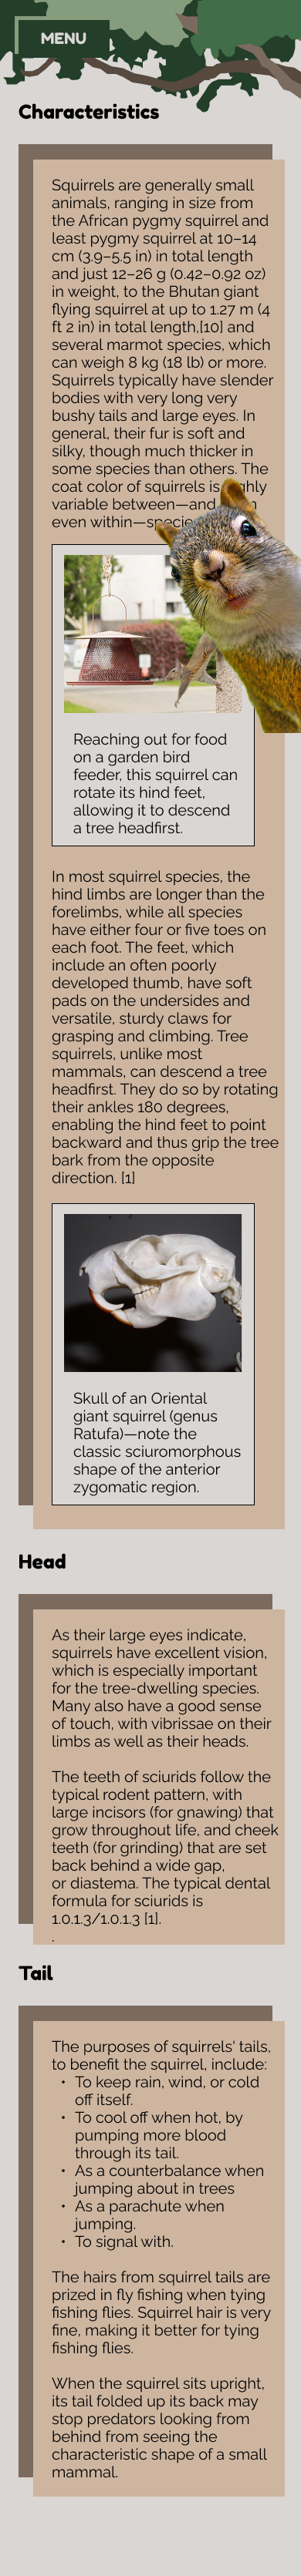 MENU
Characteristics
Squirrels are generally small
animals, ranging in size from
the African pygmy squirrel and
least pygmy squirrel at 10–14
cm (3.9–5.5 in) in total length
and just 12–26 g (0.42–0.92 oz)
in weight, to the Bhutan giant
flying squirrel at up to 1.27 m (4
ft 2 in) in total length,[10] and
several marmot species, which
can weigh 8 kg (18 lb) or more.
Squirrels typically have slender
bodies with very long very
bushy tails and large eyes. In
general, their fur is soft and
silky, though much thicker in
some species than others. The
coat color of squirrels is
variable between—and
even within—specie
Reaching out for food
on a garden bird
feeder, this squirrel can
rotate its hind feet,
allowing it to descend
a tree headfirst.
In most squirrel species, the
hind limbs are longer than the
forelimbs, while all species
have either four or five toes on
each foot. The feet, which
include an often poorly
developed thumb, have soft
pads on the undersides and
versatile, sturdy claws for
grasping and climbing. Tree
squirrels, unlike most
mammals, can descend a tree
headfirst. They do so by rotating
their ankles 180 degrees,
enabling the hind feet to point
backward and thus grip the tree
bark from the opposite
direction. [1]
Skull of an Oriental
giant squirrel (genus
Ratufa)—note the
classic sciuromorphous
shape of the anterior
zygomatic region.
Head
As their large eyes indicate,
squirrels have excellent vision,
which is especially important
for the tree-dwelling species.
Many also have a good sense
of touch, with vibrissae on their
limbs as well as their heads.
The teeth of sciurids follow the
typical rodent pattern, with
large incisors (for gnawing) that
grow throughout life, and cheek
teeth (for grinding) that are set
back behind a wide gap,
or diastema. The typical dental
formula for sciurids is
1.0.1.3/1.0.1.3 [1].
.
Tail
The purposes of squirrels' tails,
to benefit the squirrel, include:
• To keep rain, wind, or cold
off itself.
• To cool off when hot, by
pumping more blood
through its tail.
• As a counterbalance when
jumping about in trees
• As a parachute when
jumping.
• To signal with.
The hairs from squirrel tails are
prized in fly fishing when tying
fishing flies. Squirrel hair is very
fine, making it better for tying
fishing flies.
When the squirrel sits upright,
its tail folded up its back may
stop predators looking from
behind from seeing the
characteristic shape of a small
mammal.